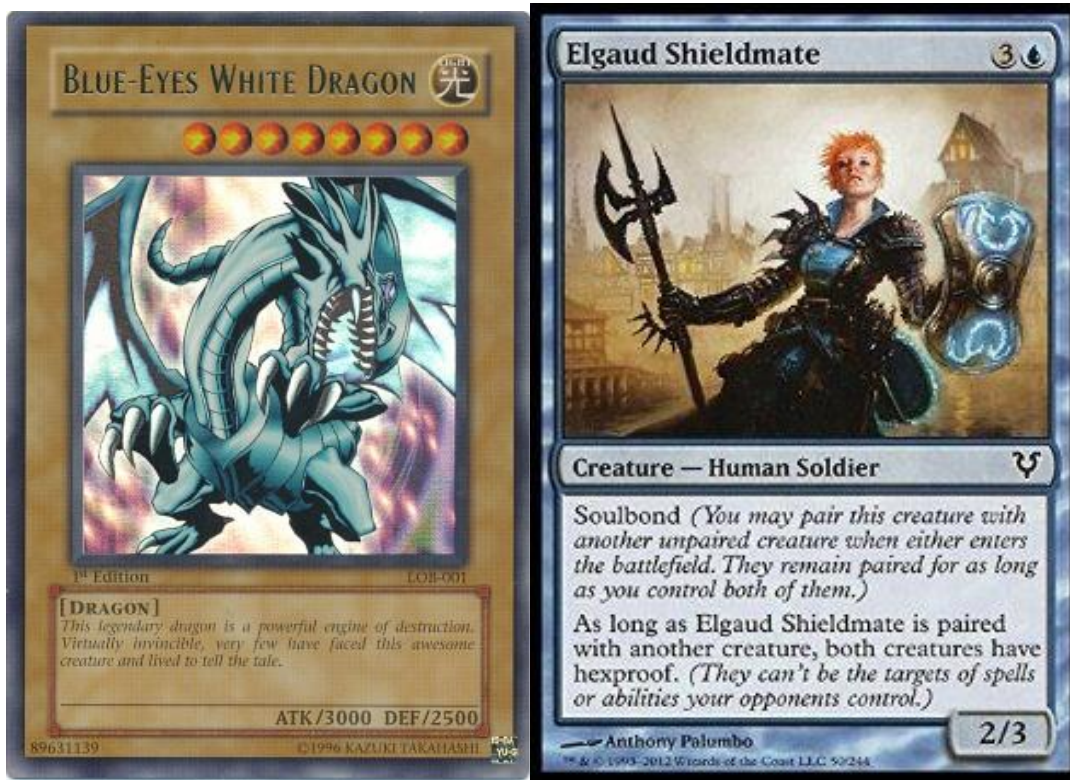 BLUE-EYES WHITE DRAGON
LIGHT
光
1st Edition
LOB-001
[DRAGON]
This legendary dragon is a powerful engine of destruction.
Virtually invincible, very few have faced this awesome
creature and lived to tell the tale.
ATK/3000 DEF/2500
89631139
©1996 KAZUKI TAKAHASHI
Elgaud Shieldmate
3
Creature — Human Soldier
Soulbond (You may pair this creature with
another unpaired creature when either enters
the battlefield. They remain paired for as long
as you control both of them.)
As long as Elgaud Shieldmate is paired
with another creature, both creatures have
hexproof. (They can't be the targets of spells
or abilities your opponents control.)
2/3
Anthony Palumbo
™ & © 1993-2012 Wizards of the Coast LLC 50/244